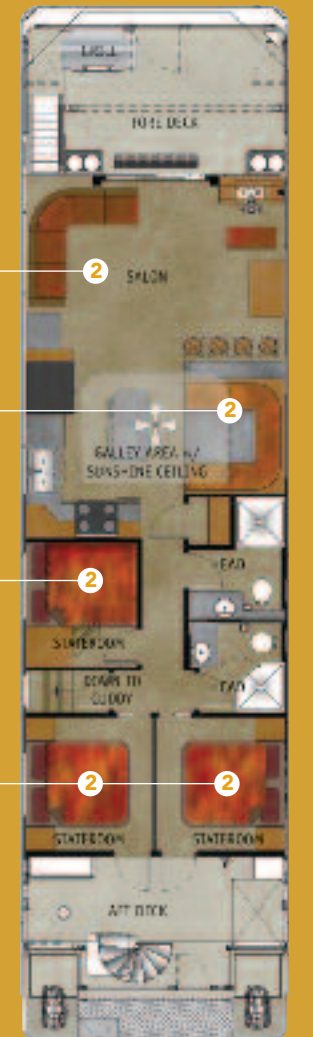 FORE DECK
2
SALON
2
GALLEY AREA w/
SUNSHINE CEILING
HEAD
2
STATEROOM
DOWN TO
CUDDY
HEAD
2
2
STATEROOM
STATEROOM
AFT DECK